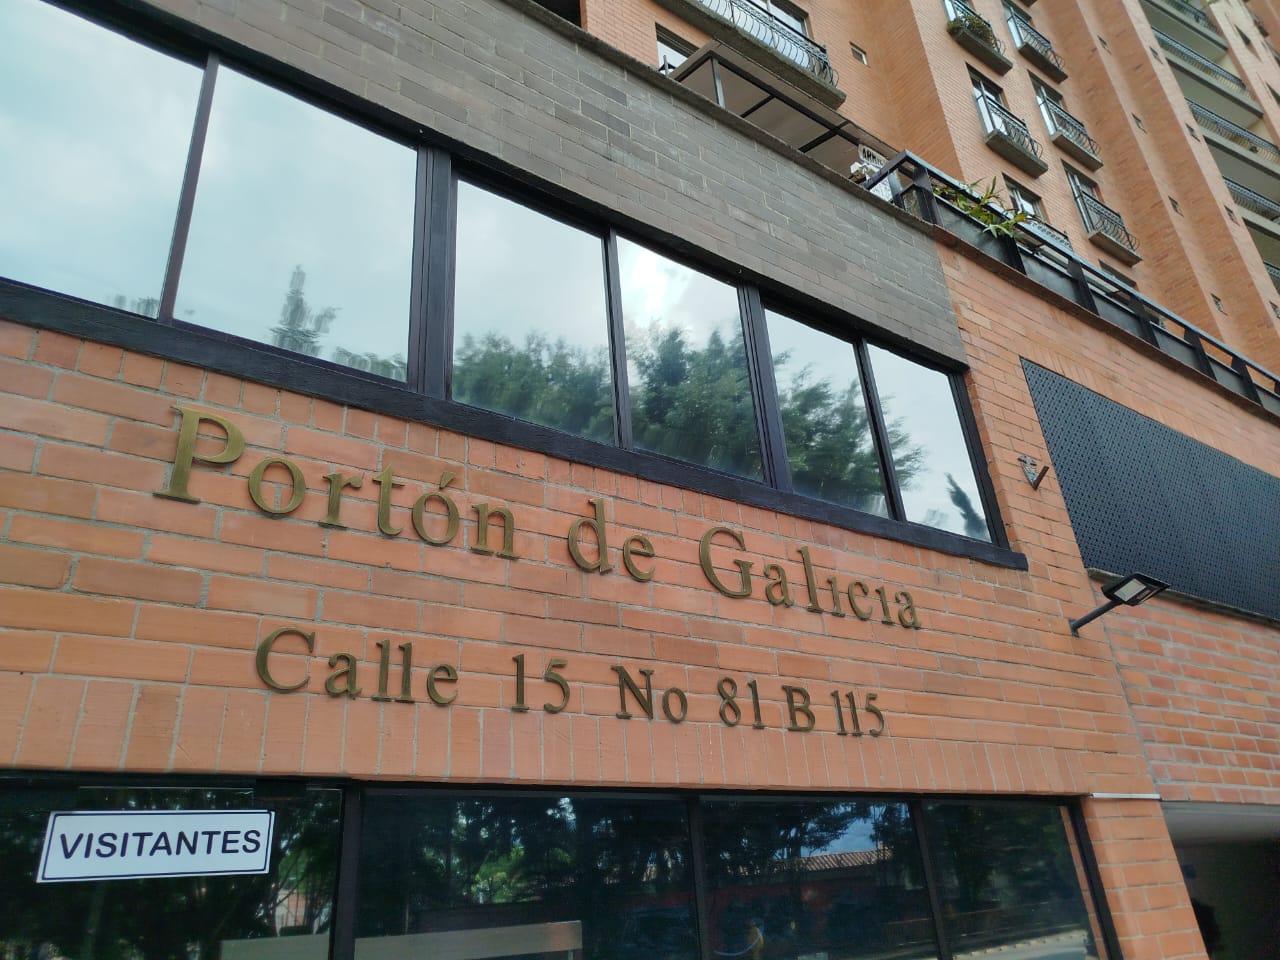 Portón de Galicia
Calle 15 No 81 B 115
VISITANTES